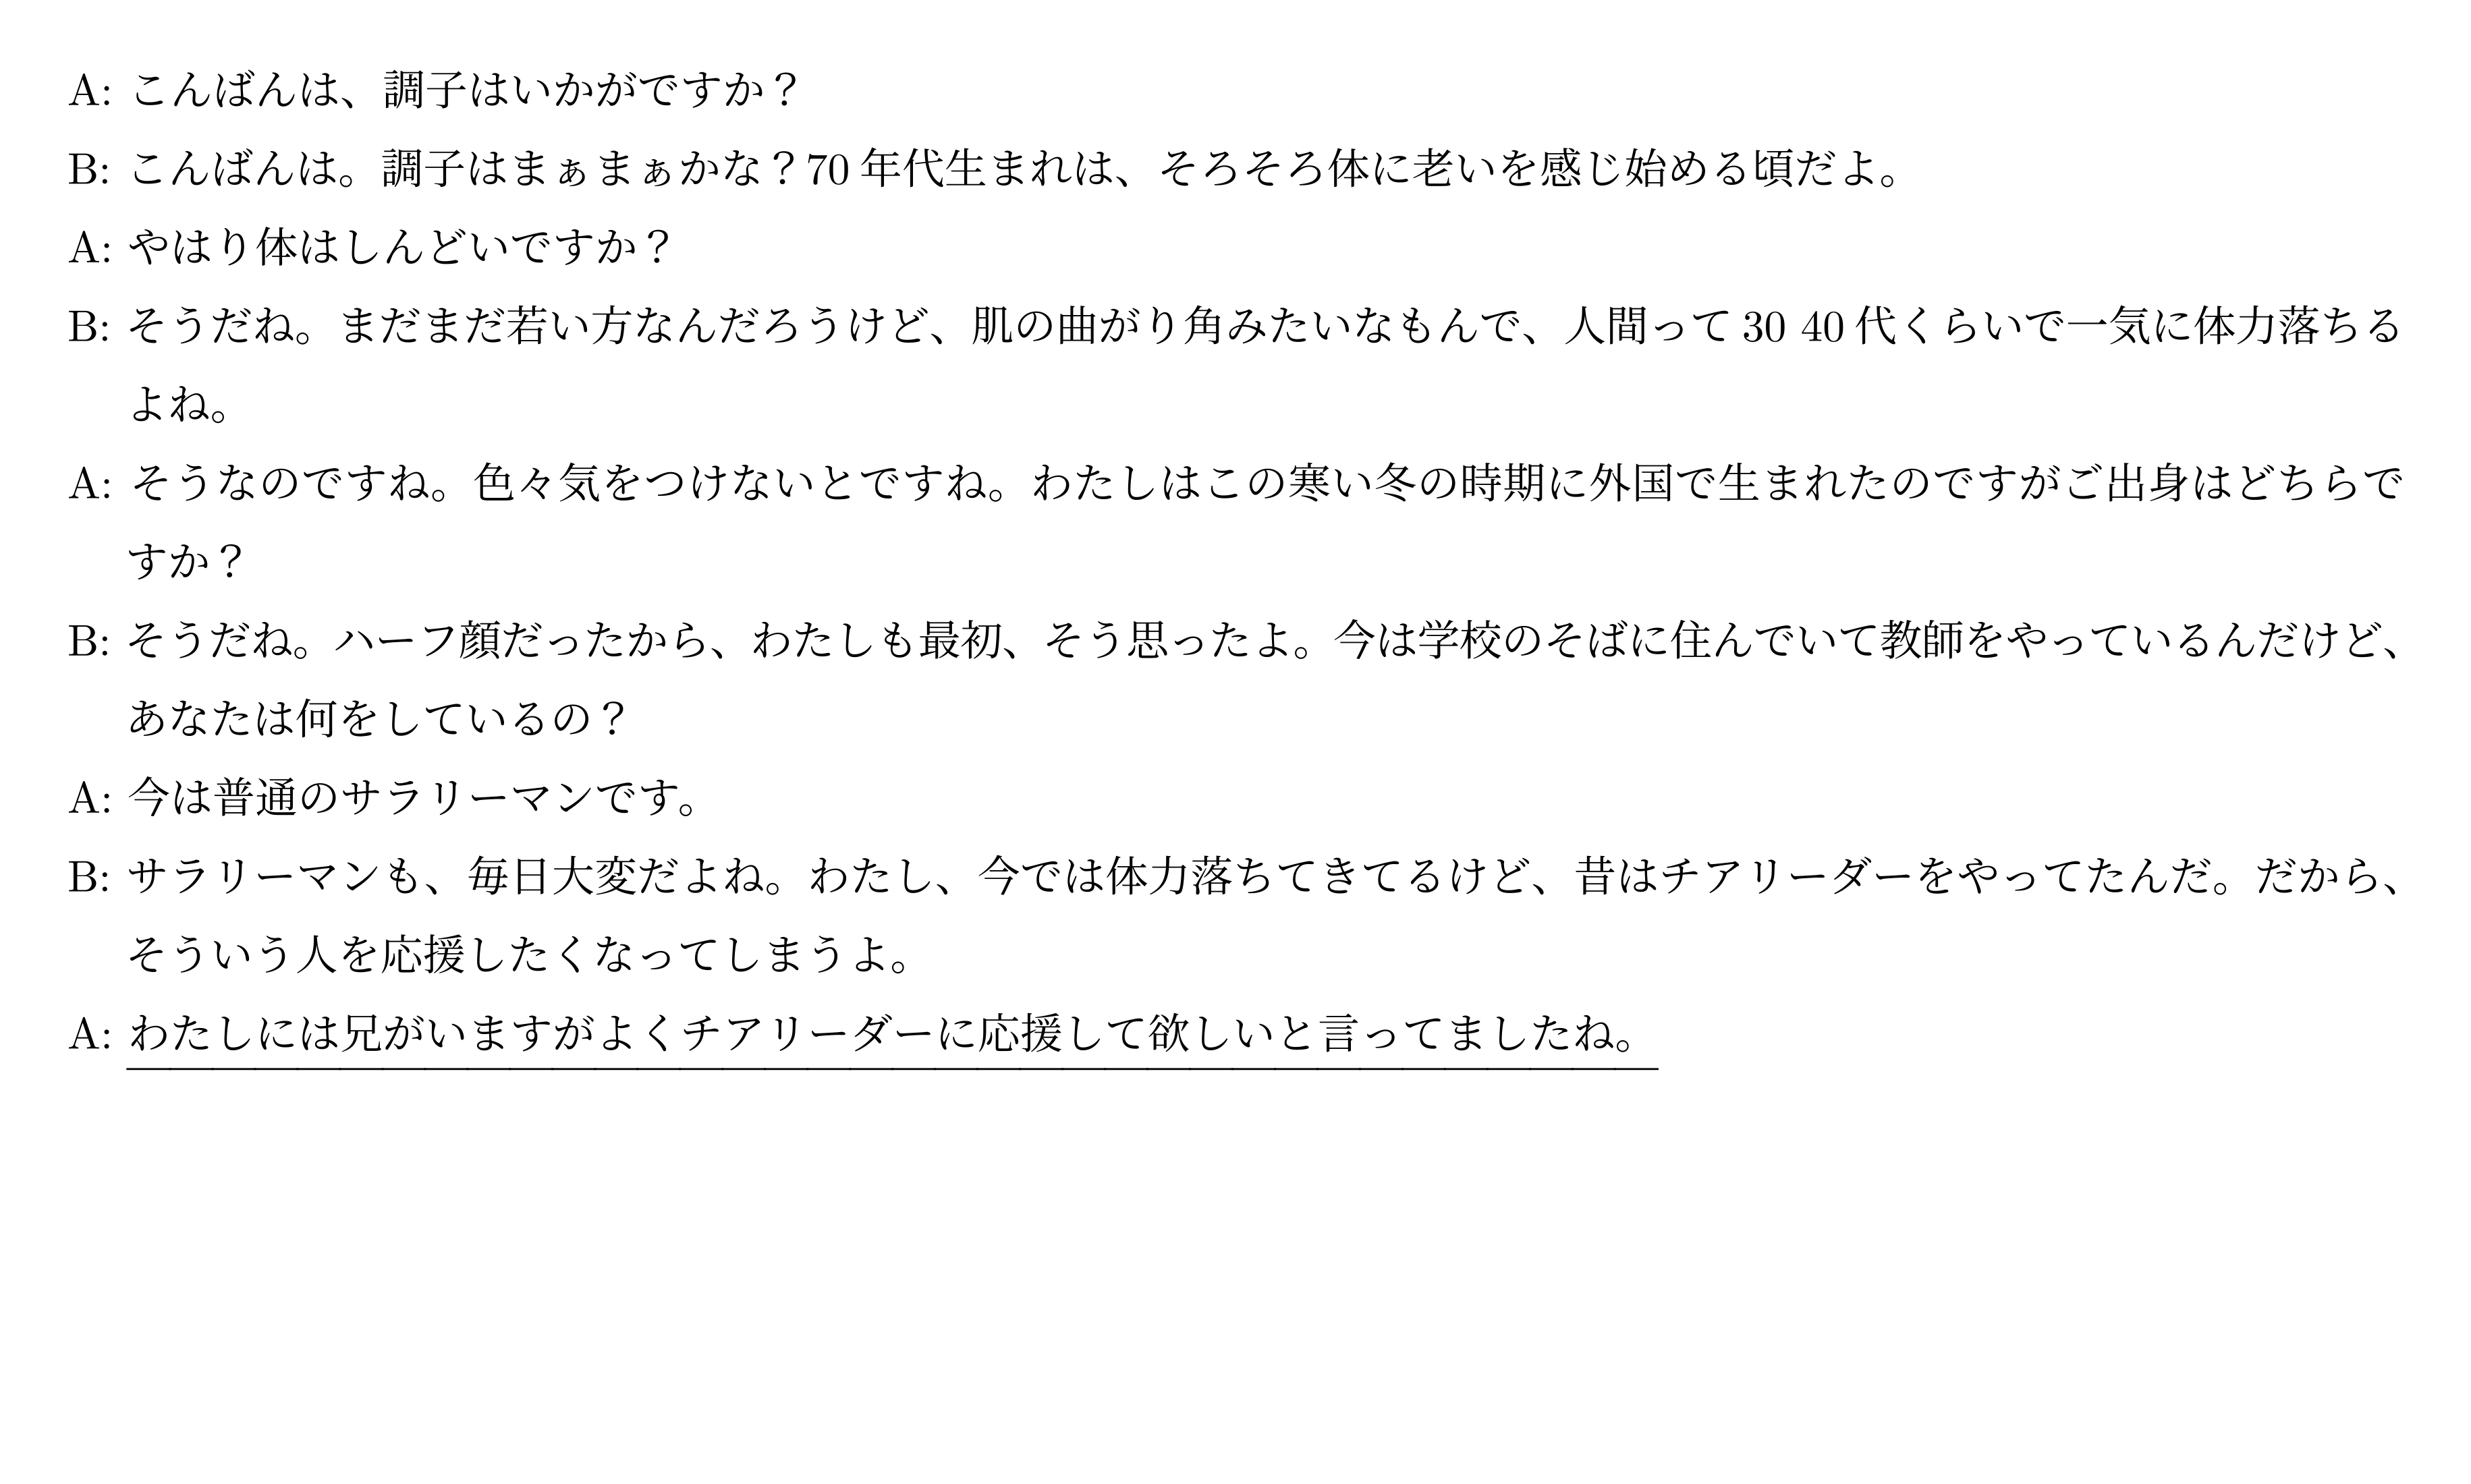 A: こんばんは、調子はいかがですか？
B: こんばんは。調子はまぁまぁかな？70 年代生まれは、そろそろ体に老いを感じ始める頃だよ。
A: やはり体はしんどいですか？
B: そうだね。まだまだ若い方なんだろうけど、肌の曲がり角みたいなもんで、人間って 30 40 代くらいで一気に体力落ちる
よね。
A: そうなのですね。色々気をつけないとですね。わたしはこの寒い冬の時期に外国で生まれたのですがご出身はどちらで
すか？
B: そうだね。ハーフ顔だったから、わたしも最初、そう思ったよ。今は学校のそばに住んでいて教師をやっているんだけど、
あなたは何をしているの？
A: 今は普通のサラリーマンです。
B: サラリーマンも、毎日大変だよね。わたし、今では体力落ちてきてるけど、昔はチアリーダーをやってたんだ。だから、
そういう人を応援したくなってしまうよ。
A: わたしには兄がいますがよくチアリーダーに応援して欲しいと言ってましたね。